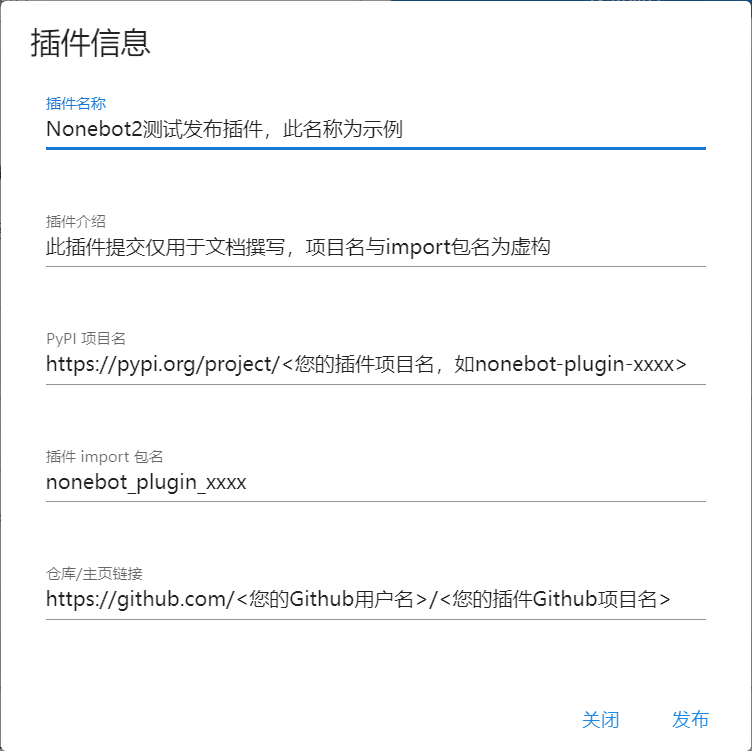 插件信息
插件名称
Nonebot2测试发布插件，此名称为示例
插件介绍
此插件提交仅用于文档撰写，项目名与import包名为虚构
PyPI 项目名
https://pypi.org/project/<您的插件项目名，如nonebot-plugin-xxxx>
插件 import 包名
nonebot_plugin_xxxx
仓库/主页链接
https://github.com/<您的Github用户名>/<您的插件Github项目名>
关闭 发布